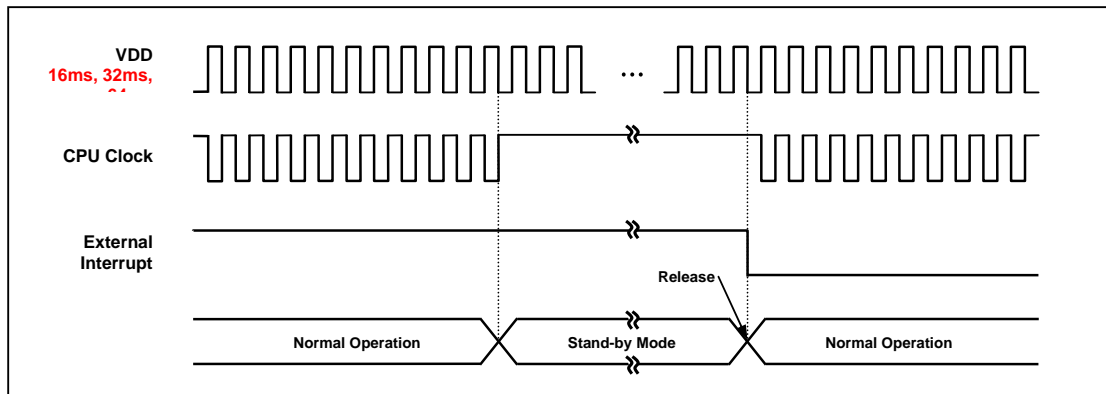 VDD
16ms, 32ms,
...
CPU Clock
External
Interrupt
Release
Normal Operation
Stand-by Mode
Normal Operation